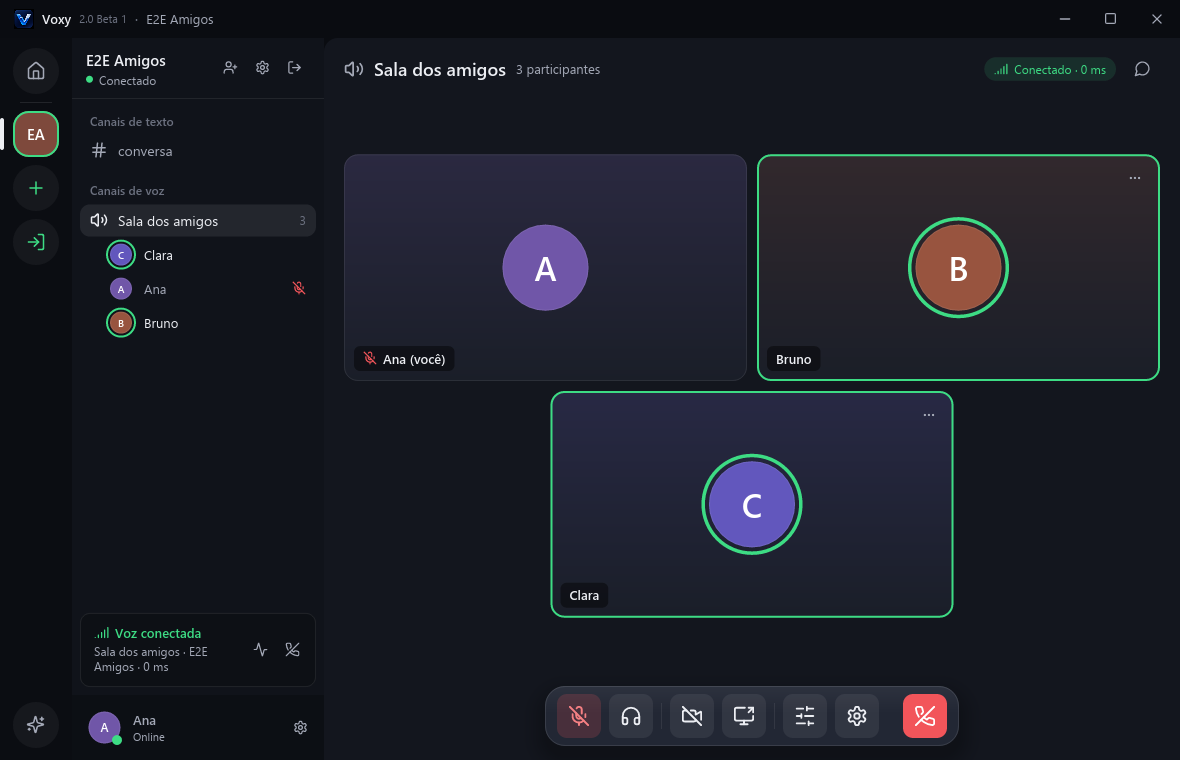 Voxy 2.0 Beta 1 · E2E Amigos
E2E Amigos
Conectado
EA
Canais de texto
conversa
Canais de voz
Sala dos amigos 3
C Clara
A Ana
B Bruno
Voz conectada
Sala dos amigos · E2E
Amigos · 0 ms
A Ana
Online
Sala dos amigos 3 participantes
Conectado · 0 ms
A
Ana (você)
B
Bruno
C
Clara